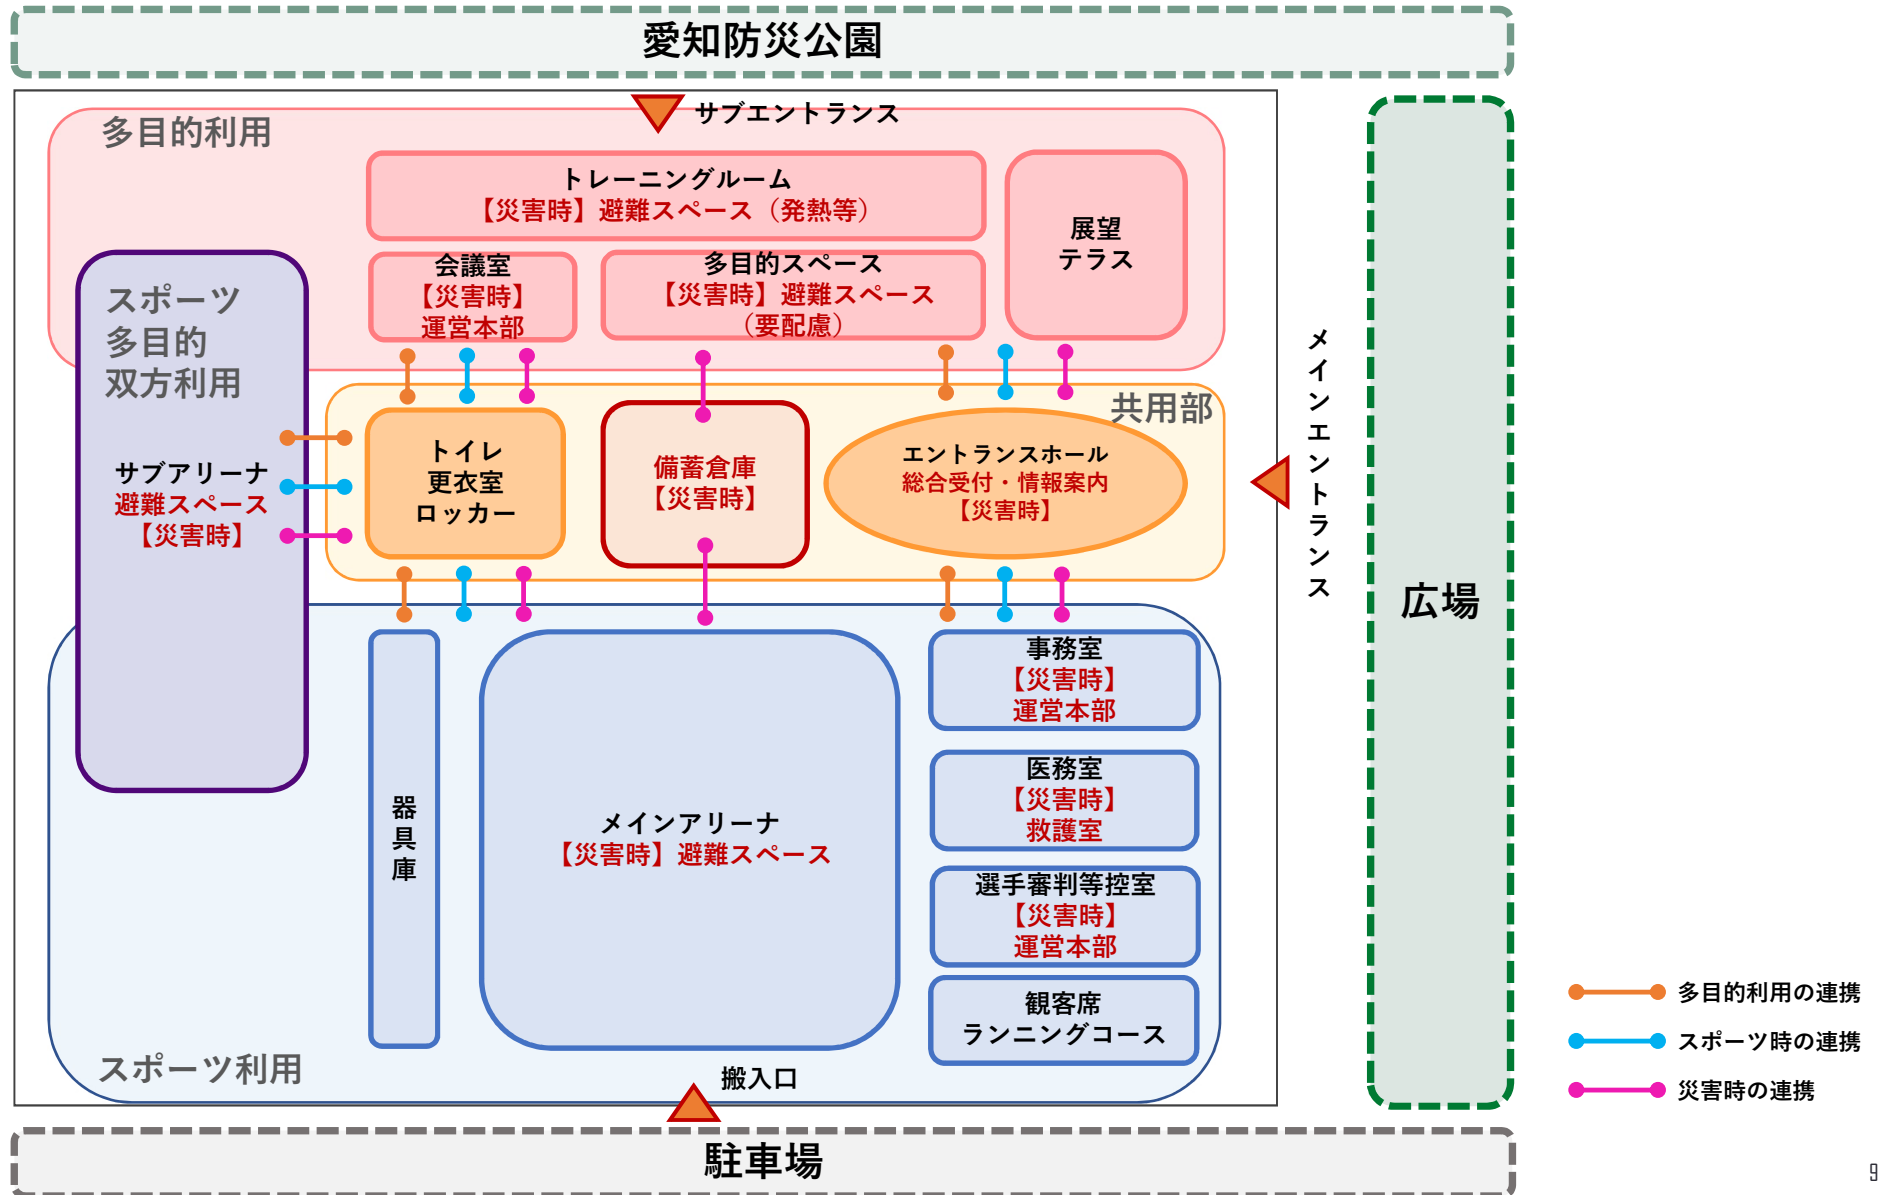 愛知防災公園
サブエントランス
多目的利用
トレーニングルーム
【災害時】避難スペース（発熱等）
展望
テラス
会議室
【災害時】
運営本部
多目的スペース
【災害時】避難スペース
（要配慮）
スポーツ
多目的
双方利用
サブアリーナ
避難スペース
【災害時】
共用部
トイレ
更衣室
ロッカー
備蓄倉庫
【災害時】
エントランスホール
総合受付・情報案内
【災害時】
メインエントランス
広場
器具庫
メインアリーナ
【災害時】避難スペース
事務室
【災害時】
運営本部
医務室
【災害時】
救護室
選手審判等控室
【災害時】
運営本部
観客席
ランニングコース
スポーツ利用
搬入口
駐車場
多目的利用の連携
スポーツ時の連携
災害時の連携
9